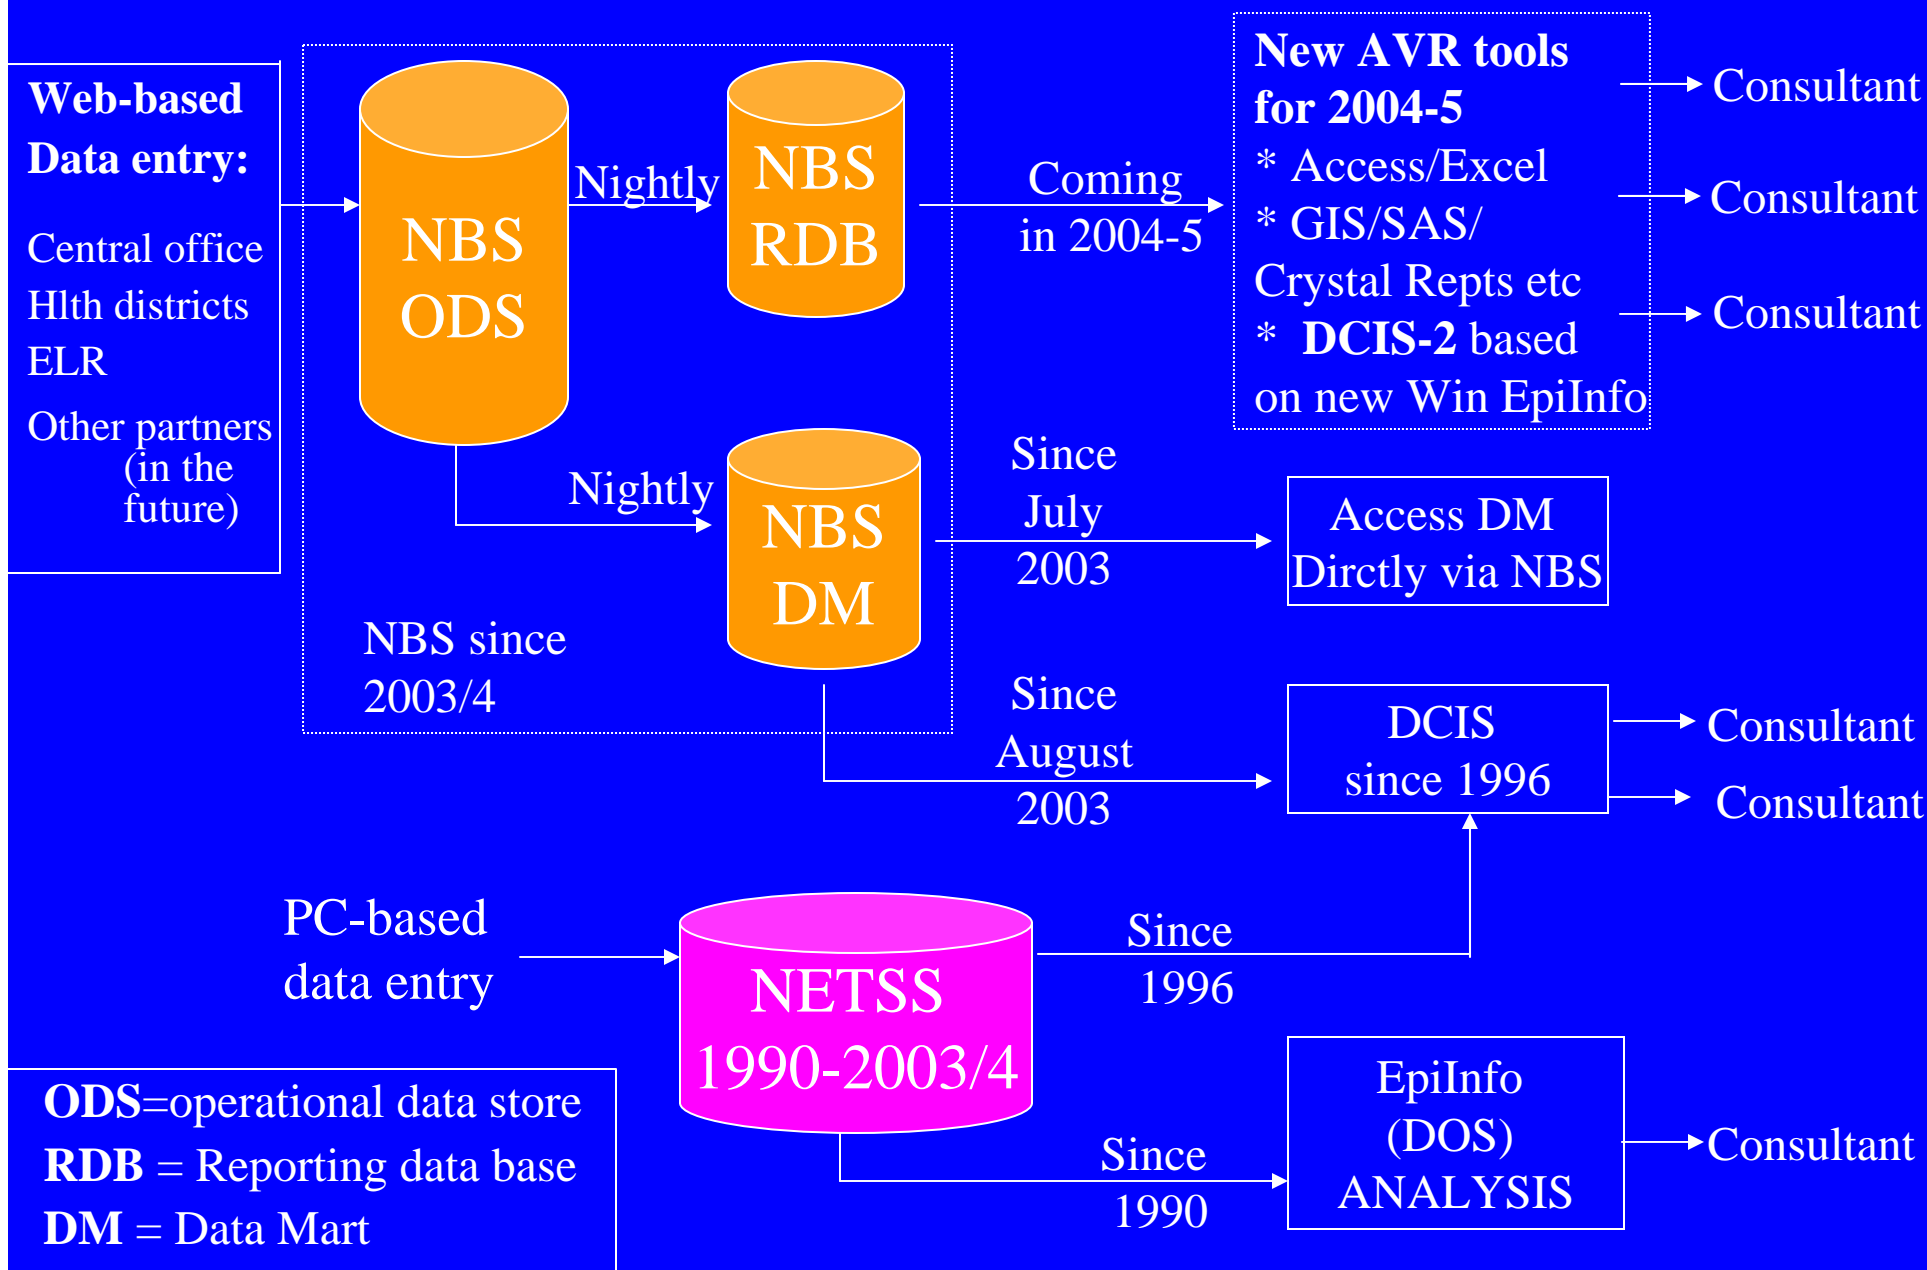 Web-based
Data entry:
Central office
Hlth districts
ELR
Other partners
(in the
future)
NBS
ODS
Nightly
NBS
RDB
Nightly
NBS
DM
NBS since
2003/4
Coming
in 2004-5
New AVR tools
for 2004-5
* Access/Excel
* GIS/SAS/
Crystal Repts etc
* DCIS-2 based
on new Win EpiInfo
Consultant
Consultant
Consultant
Since
July
2003
Access DM
Dirctly via NBS
Since
August
2003
DCIS
since 1996
Consultant
Consultant
PC-based
data entry
NETSS
1990-2003/4
Since
1996
Since
1990
EpiInfo
(DOS)
ANALYSIS
Consultant
ODS=operational data store
RDB = Reporting data base
DM = Data Mart